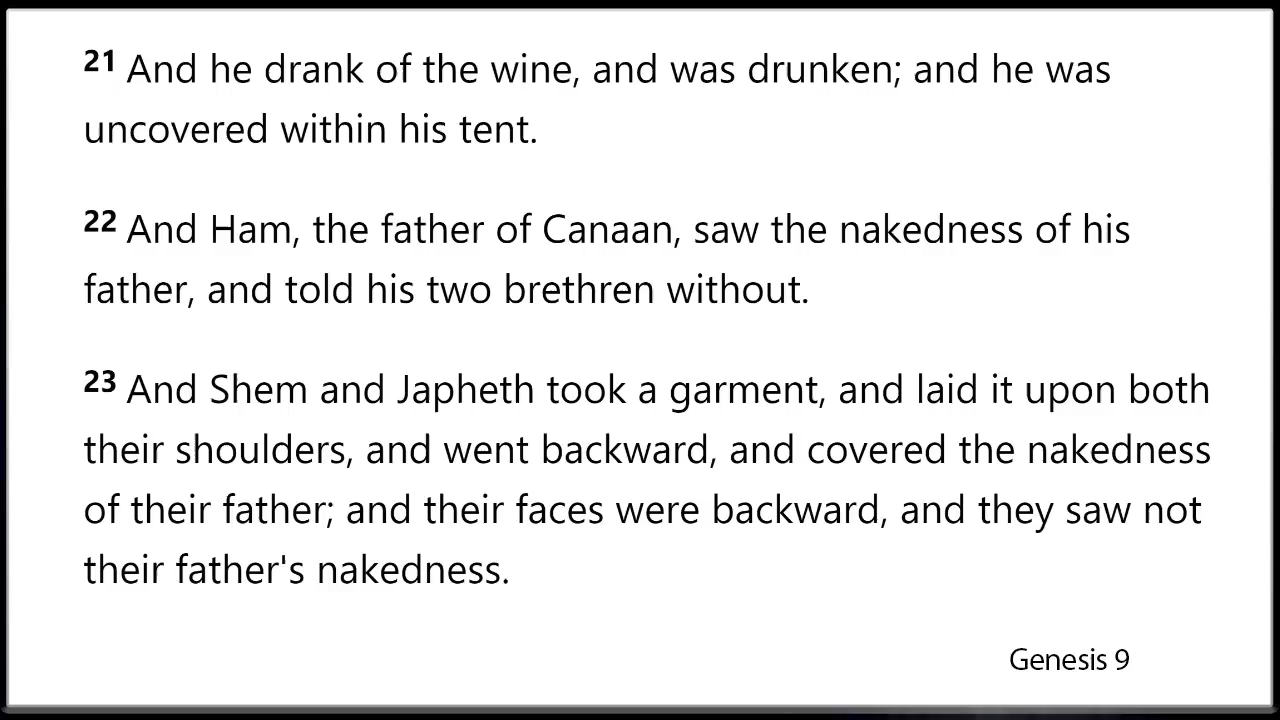 21 And he drank of the wine, and was drunken; and he was
uncovered within his tent.
22 And Ham, the father of Canaan, saw the nakedness of his
father, and told his two brethren without.
23 And Shem and Japheth took a garment, and laid it upon both
their shoulders, and went backward, and covered the nakedness
of their father; and their faces were backward, and they saw not
their father's nakedness.
Genesis 9